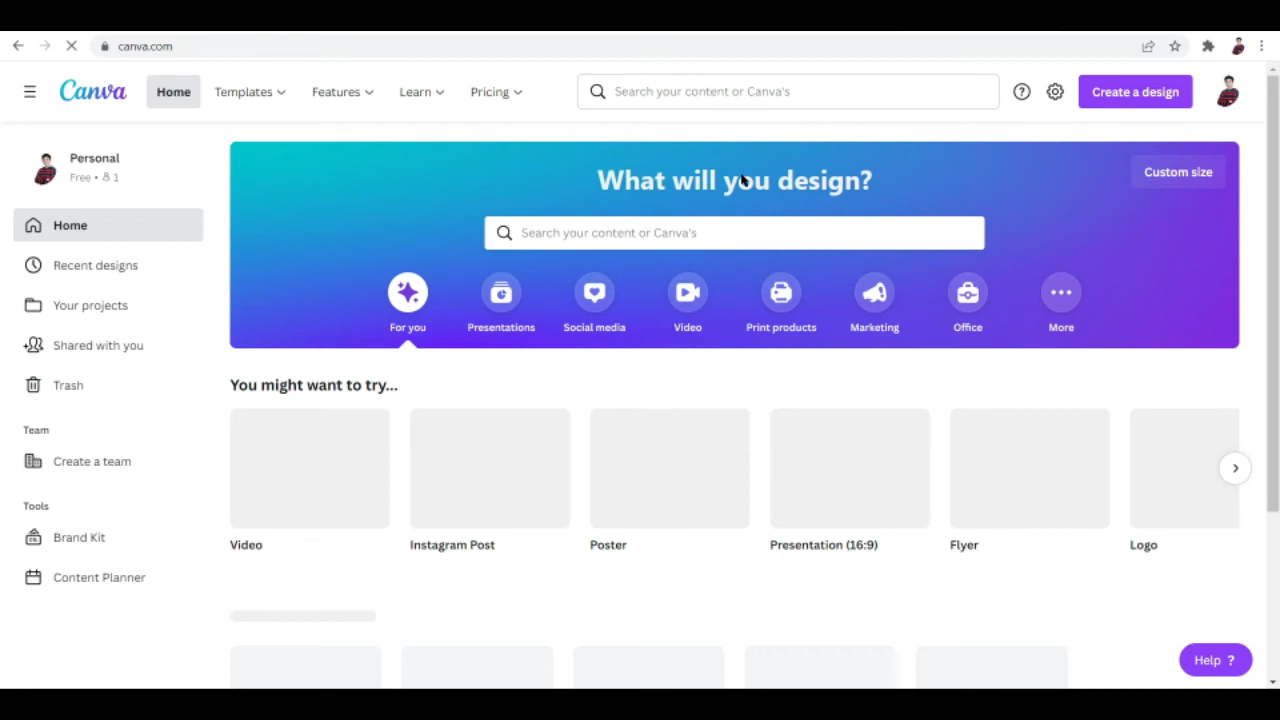 canva.com
Canva Home Templates Features Learn Pricing Search your content or Canva's Create a design
Personal
Free • 1
Home
Recent designs
Your projects
Shared with you
Trash
Team
Create a team
Tools
Brand Kit
Content Planner
What will you design?
Custom size
Search your content or Canva's
For you Presentations Social media Video Print products Marketing Office More
You might want to try...
Video Instagram Post Poster Presentation (16:9) Flyer Logo
Help ?